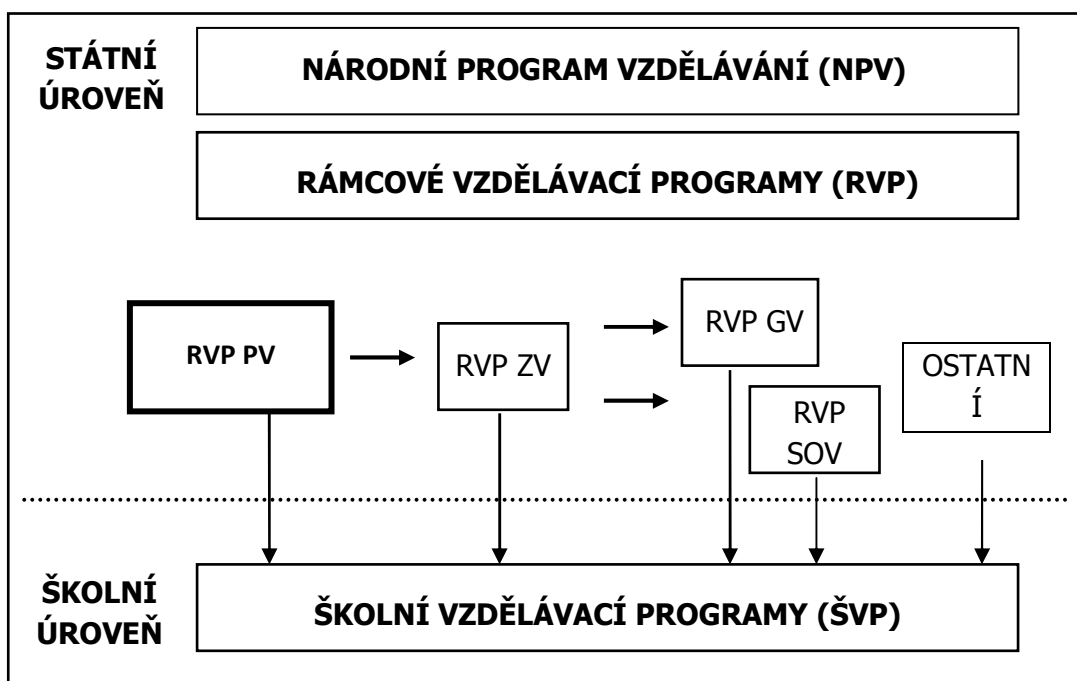 STÁTNÍ
ÚROVEŇ
NÁRODNÍ PROGRAM VZDĚLÁVÁNÍ (NPV)
RÁMCOVÉ VZDĚLÁVACÍ PROGRAMY (RVP)
RVP PV
RVP ZV
RVP GV
RVP
SOV
OSTATN
Í
ŠKOLNÍ
ÚROVEŇ
ŠKOLNÍ VZDĚLÁVACÍ PROGRAMY (ŠVP)